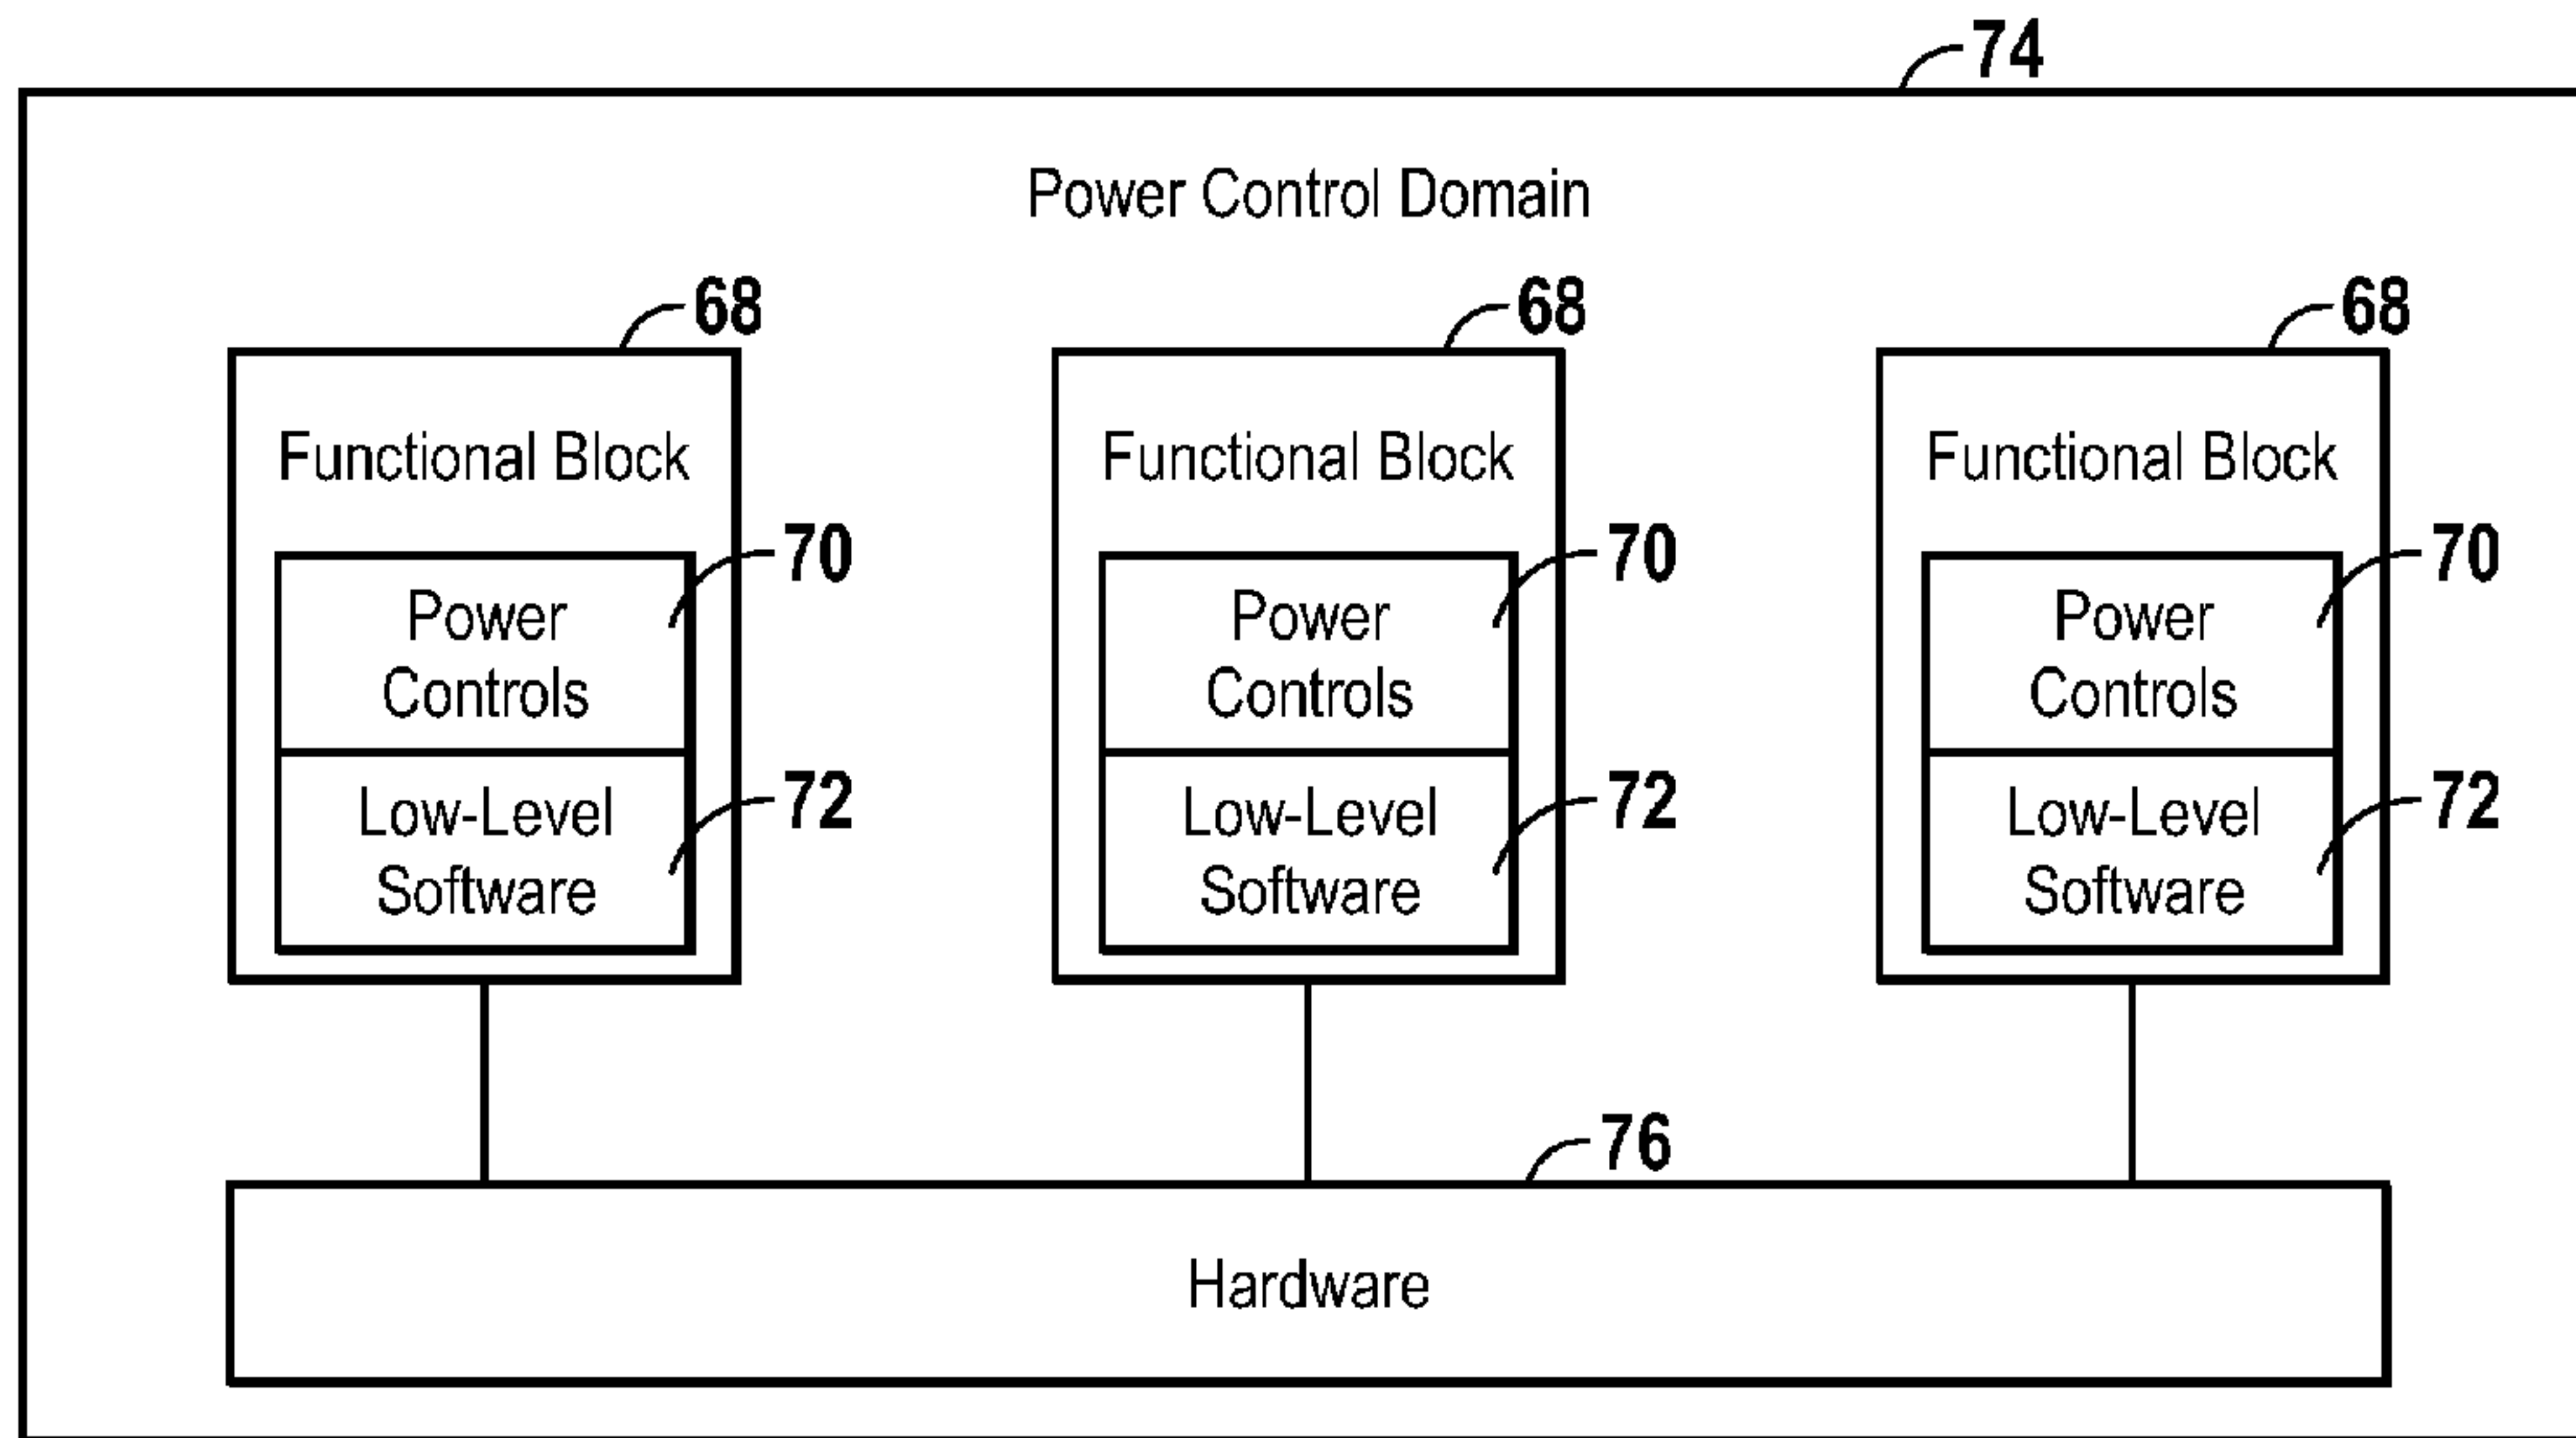 74
Power Control Domain
68 68 68
Functional Block Functional Block Functional Block
70 70 70
Power Power Power
Controls Controls Controls
72 72 72
Low-Level Low-Level Low-Level
Software Software Software
76
Hardware